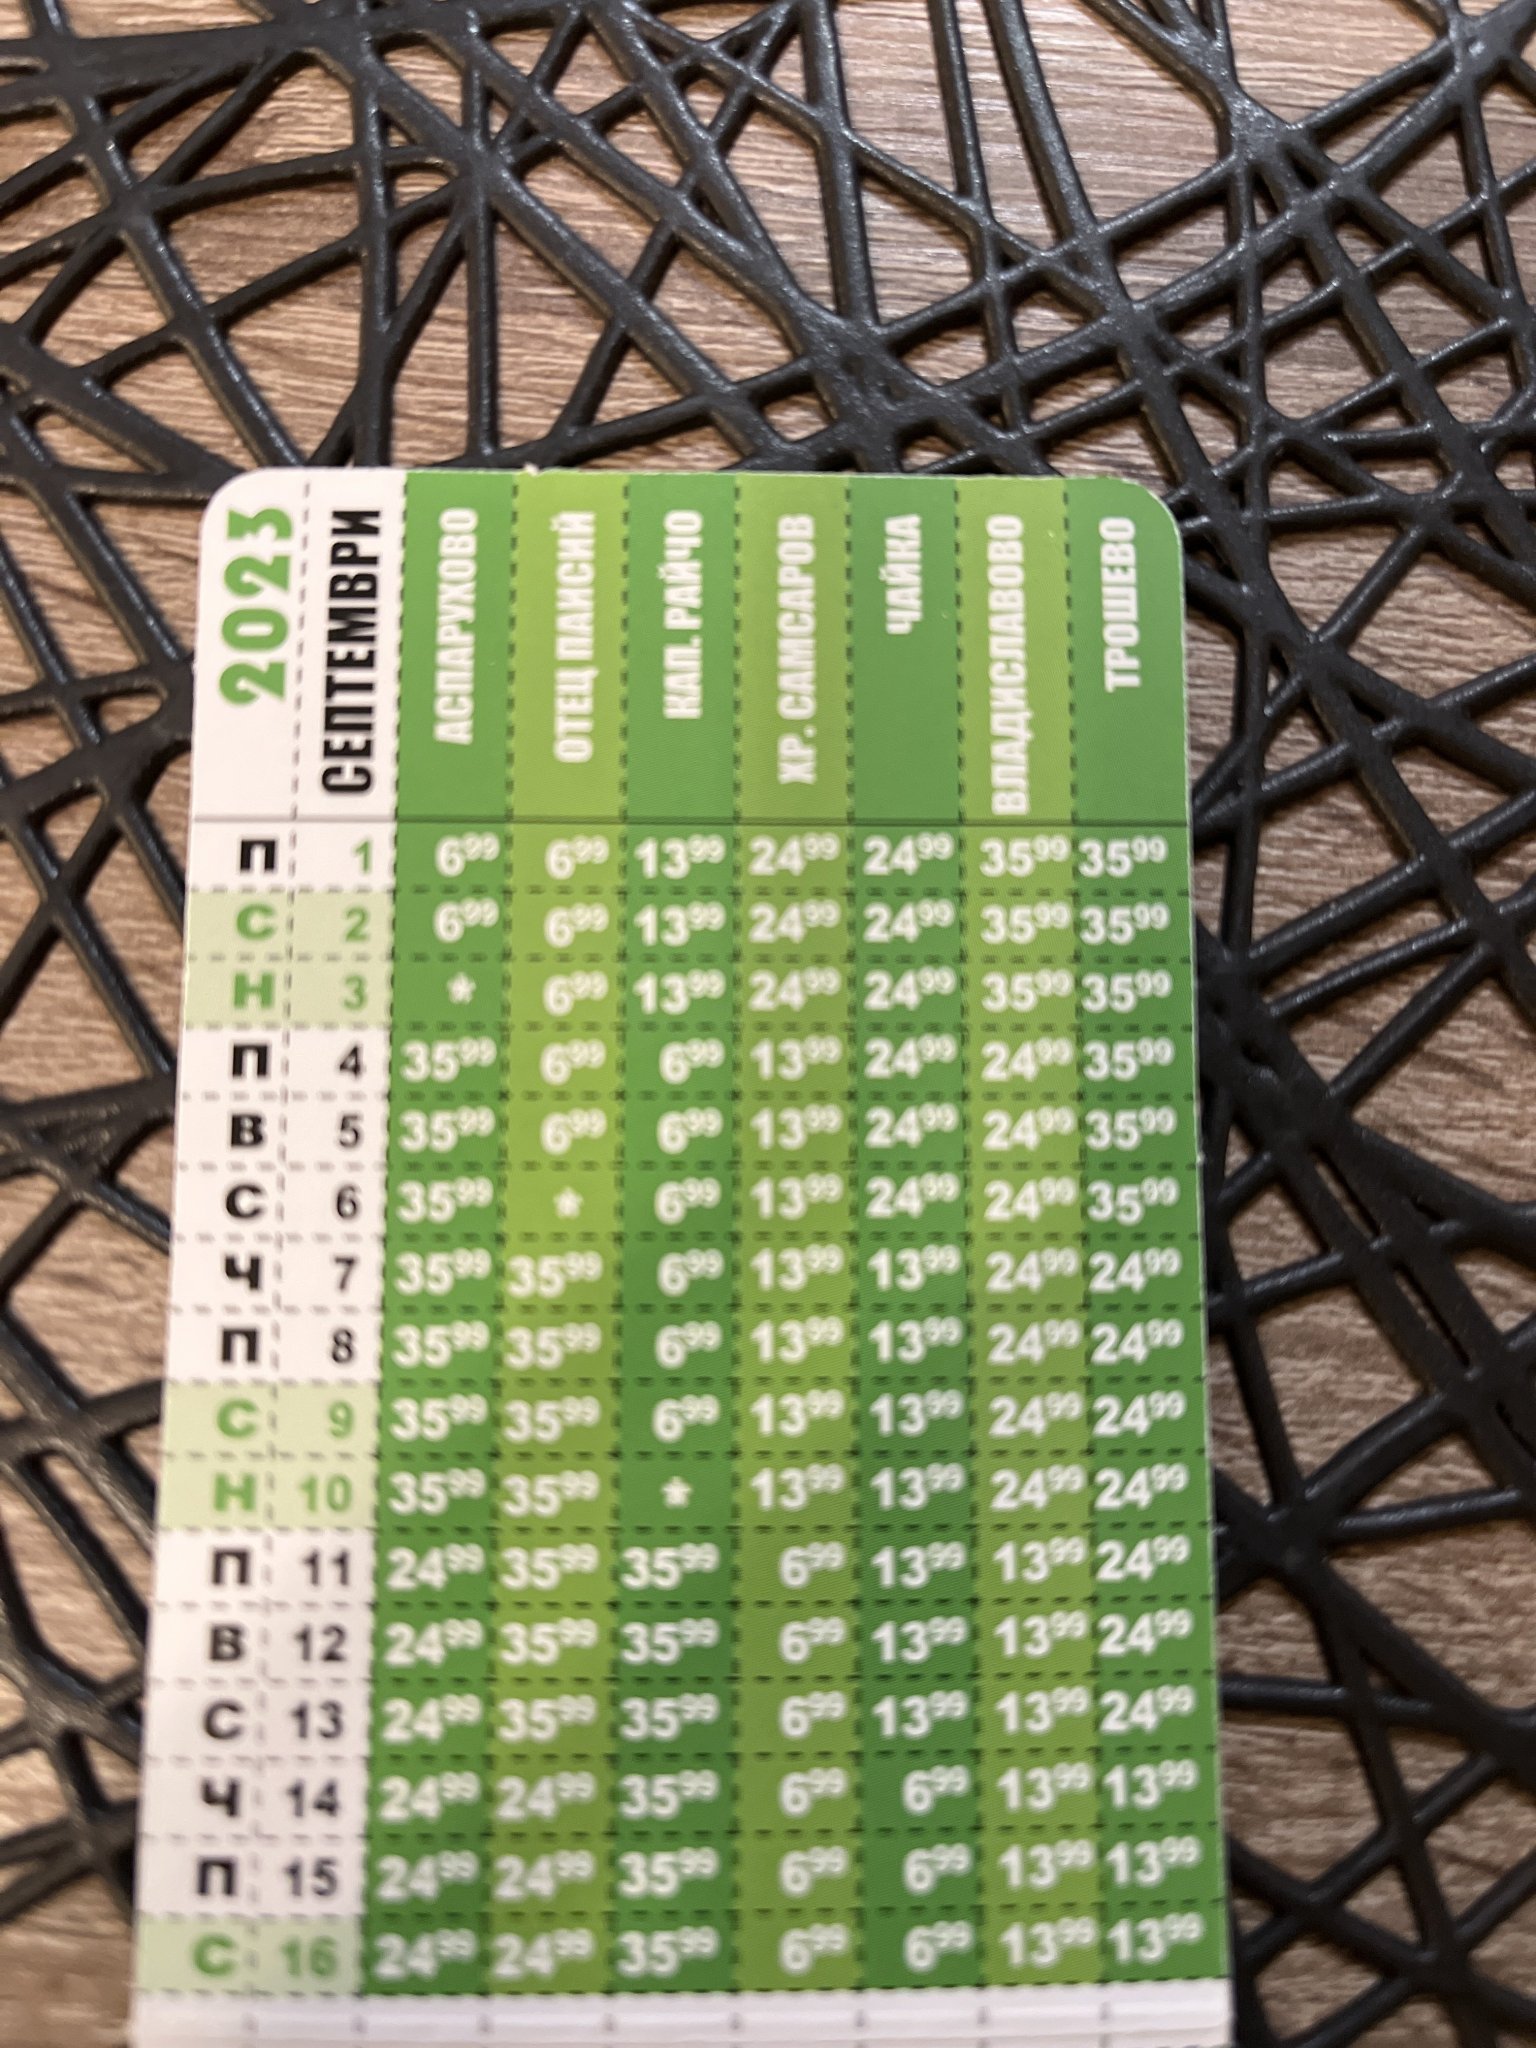 2023 СЕПТЕМВРИ АСПАРУХОВО ОТЕЦ ПАИСИЙ КАП. РАЙЧО ХР. САМСАРОВ ЧАЙКА ВЛАДИСЛАВОВО ТРОШЕВО
П 1 6⁹⁹ 6⁹⁹ 13⁹⁹ 24⁹⁹ 24⁹⁹ 35⁹⁹ 35⁹⁹
С 2 6⁹⁹ 6⁹⁹ 13⁹⁹ 24⁹⁹ 24⁹⁹ 35⁹⁹ 35⁹⁹
Н 3 * 6⁹⁹ 13⁹⁹ 24⁹⁹ 24⁹⁹ 35⁹⁹ 35⁹⁹
П 4 35⁹⁹ 6⁹⁹ 6⁹⁹ 13⁹⁹ 24⁹⁹ 24⁹⁹ 35⁹⁹
В 5 35⁹⁹ 6⁹⁹ 6⁹⁹ 13⁹⁹ 24⁹⁹ 24⁹⁹ 35⁹⁹
С 6 35⁹⁹ * 6⁹⁹ 13⁹⁹ 24⁹⁹ 24⁹⁹ 35⁹⁹
Ч 7 35⁹⁹ 35⁹⁹ 6⁹⁹ 13⁹⁹ 13⁹⁹ 24⁹⁹ 24⁹⁹
П 8 35⁹⁹ 35⁹⁹ 6⁹⁹ 13⁹⁹ 13⁹⁹ 24⁹⁹ 24⁹⁹
С 9 35⁹⁹ 35⁹⁹ 6⁹⁹ 13⁹⁹ 13⁹⁹ 24⁹⁹ 24⁹⁹
Н 10 35⁹⁹ 35⁹⁹ * 13⁹⁹ 13⁹⁹ 24⁹⁹ 24⁹⁹
П 11 24⁹⁹ 35⁹⁹ 35⁹⁹ 6⁹⁹ 13⁹⁹ 13⁹⁹ 24⁹⁹
В 12 24⁹⁹ 35⁹⁹ 35⁹⁹ 6⁹⁹ 13⁹⁹ 13⁹⁹ 24⁹⁹
С 13 24⁹⁹ 35⁹⁹ 35⁹⁹ 6⁹⁹ 13⁹⁹ 13⁹⁹ 24⁹⁹
Ч 14 24⁹⁹ 24⁹⁹ 35⁹⁹ 6⁹⁹ 6⁹⁹ 13⁹⁹ 13⁹⁹
П 15 24⁹⁹ 24⁹⁹ 35⁹⁹ 6⁹⁹ 6⁹⁹ 13⁹⁹ 13⁹⁹
С 16 24⁹⁹ 24⁹⁹ 35⁹⁹ 6⁹⁹ 6⁹⁹ 13⁹⁹ 13⁹⁹